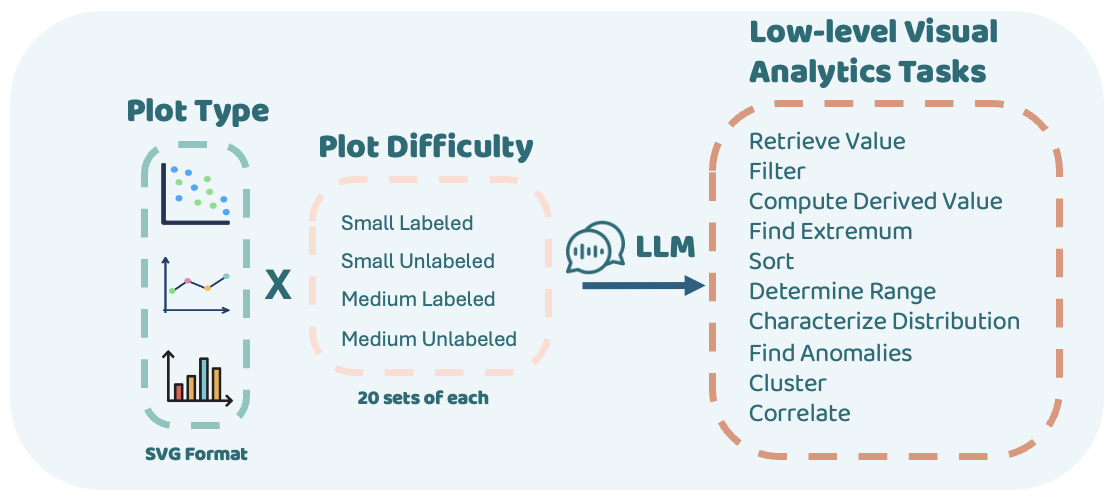 Plot Type
SVG Format
X
Plot Difficulty
Small Labeled
Small Unlabeled
Medium Labeled
Medium Unlabeled
20 sets of each
LLM
Low-level Visual
Analytics Tasks
Retrieve Value
Filter
Compute Derived Value
Find Extremum
Sort
Determine Range
Characterize Distribution
Find Anomalies
Cluster
Correlate